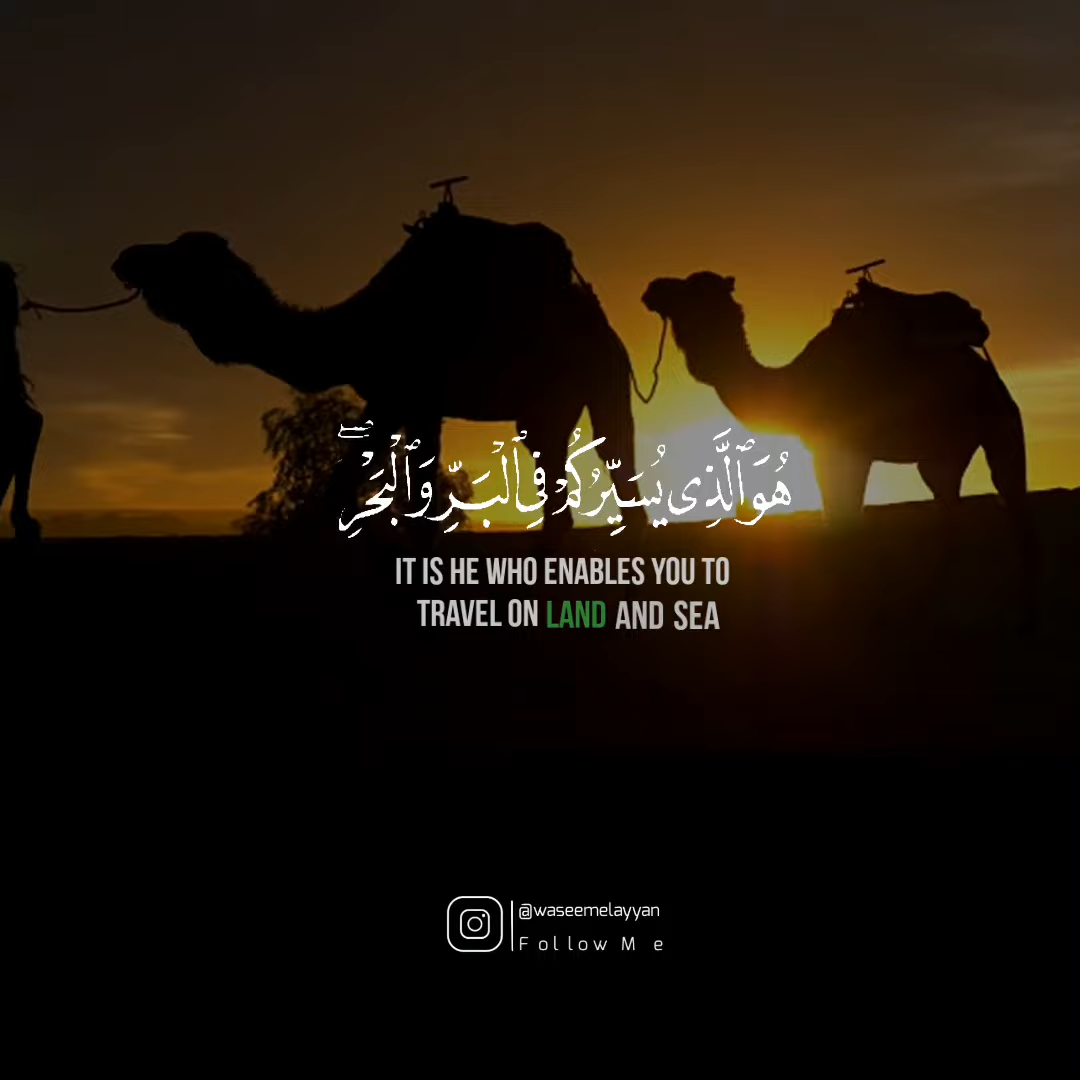 هُوَ ٱلَّذِى يُسَيِّرُكُمْ فِى ٱلْبَرِّ وَٱلْبَحْرِ ۖ
IT IS HE WHO ENABLES YOU TO
TRAVEL ON LAND AND SEA
@waseemelayyan
Follow Me